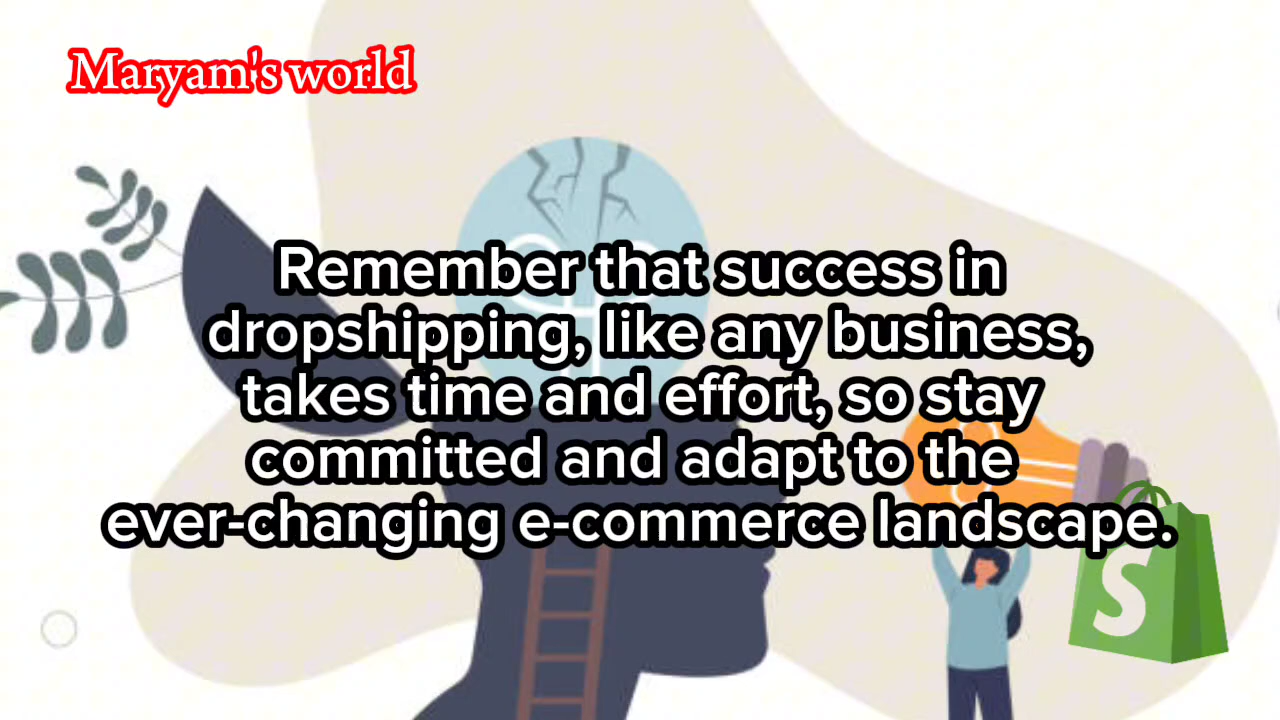 Maryam's world
Remember that success in
dropshipping, like any business,
takes time and effort, so stay
committed and adapt to the
ever-changing e-commerce landscape.
S